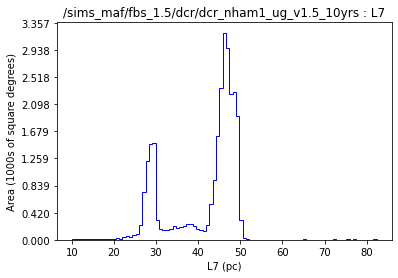 /sims_maf/fbs_1.5/dcr/dcr_nham1_ug_v1.5_10yrs : L7
3.357
2.938
2.518
2.098
1.679
1.259
0.839
0.420
0.000
Area (1000s of square degrees)
10 20 30 40 50 60 70 80
L7 (pc)